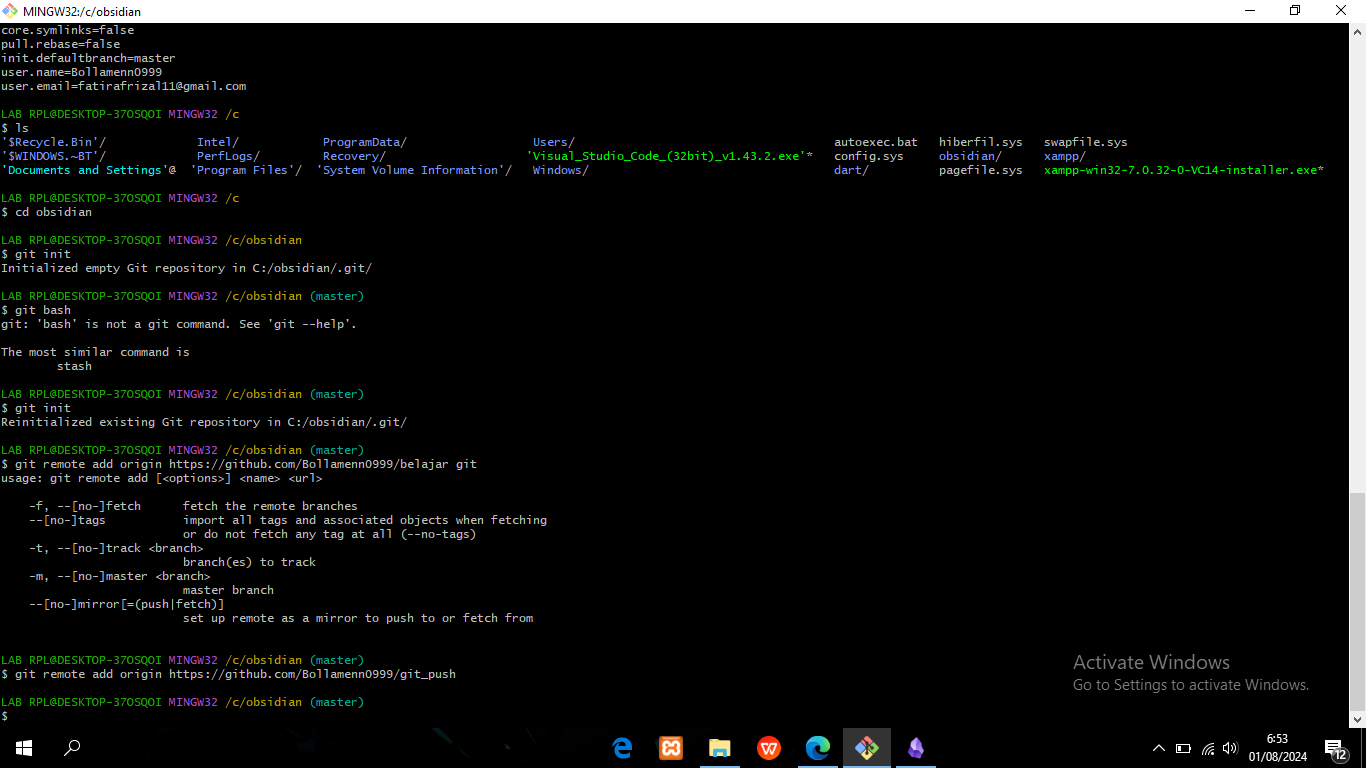 MINGW32:/c/obsidian
core.symlinks=false
pull.rebase=false
init.defaultbranch=master
user.name=Bollamenn0999
user.email=fatirafrizal11@gmail.com
LAB RPL@DESKTOP-37OSQOI MINGW32 /c
$ ls
'$Recycle.Bin'/ Intel/ ProgramData/ Users/ autoexec.bat hiberfil.sys swapfile.sys
'$WINDOWS.~BT'/ PerfLogs/ Recovery/ 'Visual_Studio_Code_(32bit)_v1.43.2.exe'* config.sys obsidian/ xampp/
'Documents and Settings'@ 'Program Files'/ 'System Volume Information'/ Windows/ dart/ pagefile.sys xampp-win32-7.0.32-0-VC14-installer.exe*
LAB RPL@DESKTOP-37OSQOI MINGW32 /c
$ cd obsidian
LAB RPL@DESKTOP-37OSQOI MINGW32 /c/obsidian
$ git init
Initialized empty Git repository in C:/obsidian/.git/
LAB RPL@DESKTOP-37OSQOI MINGW32 /c/obsidian (master)
$ git bash
git: 'bash' is not a git command. See 'git --help'.
The most similar command is
stash
LAB RPL@DESKTOP-37OSQOI MINGW32 /c/obsidian (master)
$ git init
Reinitialized existing Git repository in C:/obsidian/.git/
LAB RPL@DESKTOP-37OSQOI MINGW32 /c/obsidian (master)
$ git remote add origin https://github.com/Bollamenn0999/belajar git
usage: git remote add [<options>] <name> <url>
-f, --[no-]fetch fetch the remote branches
--[no-]tags import all tags and associated objects when fetching
or do not fetch any tag at all (--no-tags)
-t, --[no-]track <branch>
branch(es) to track
-m, --[no-]master <branch>
master branch
--[no-]mirror[=(push|fetch)]
set up remote as a mirror to push to or fetch from
LAB RPL@DESKTOP-37OSQOI MINGW32 /c/obsidian (master)
$ git remote add origin https://github.com/Bollamenn0999/git_push
LAB RPL@DESKTOP-37OSQOI MINGW32 /c/obsidian (master)
$
Activate Windows
Go to Settings to activate Windows.
6:53
01/08/2024
12